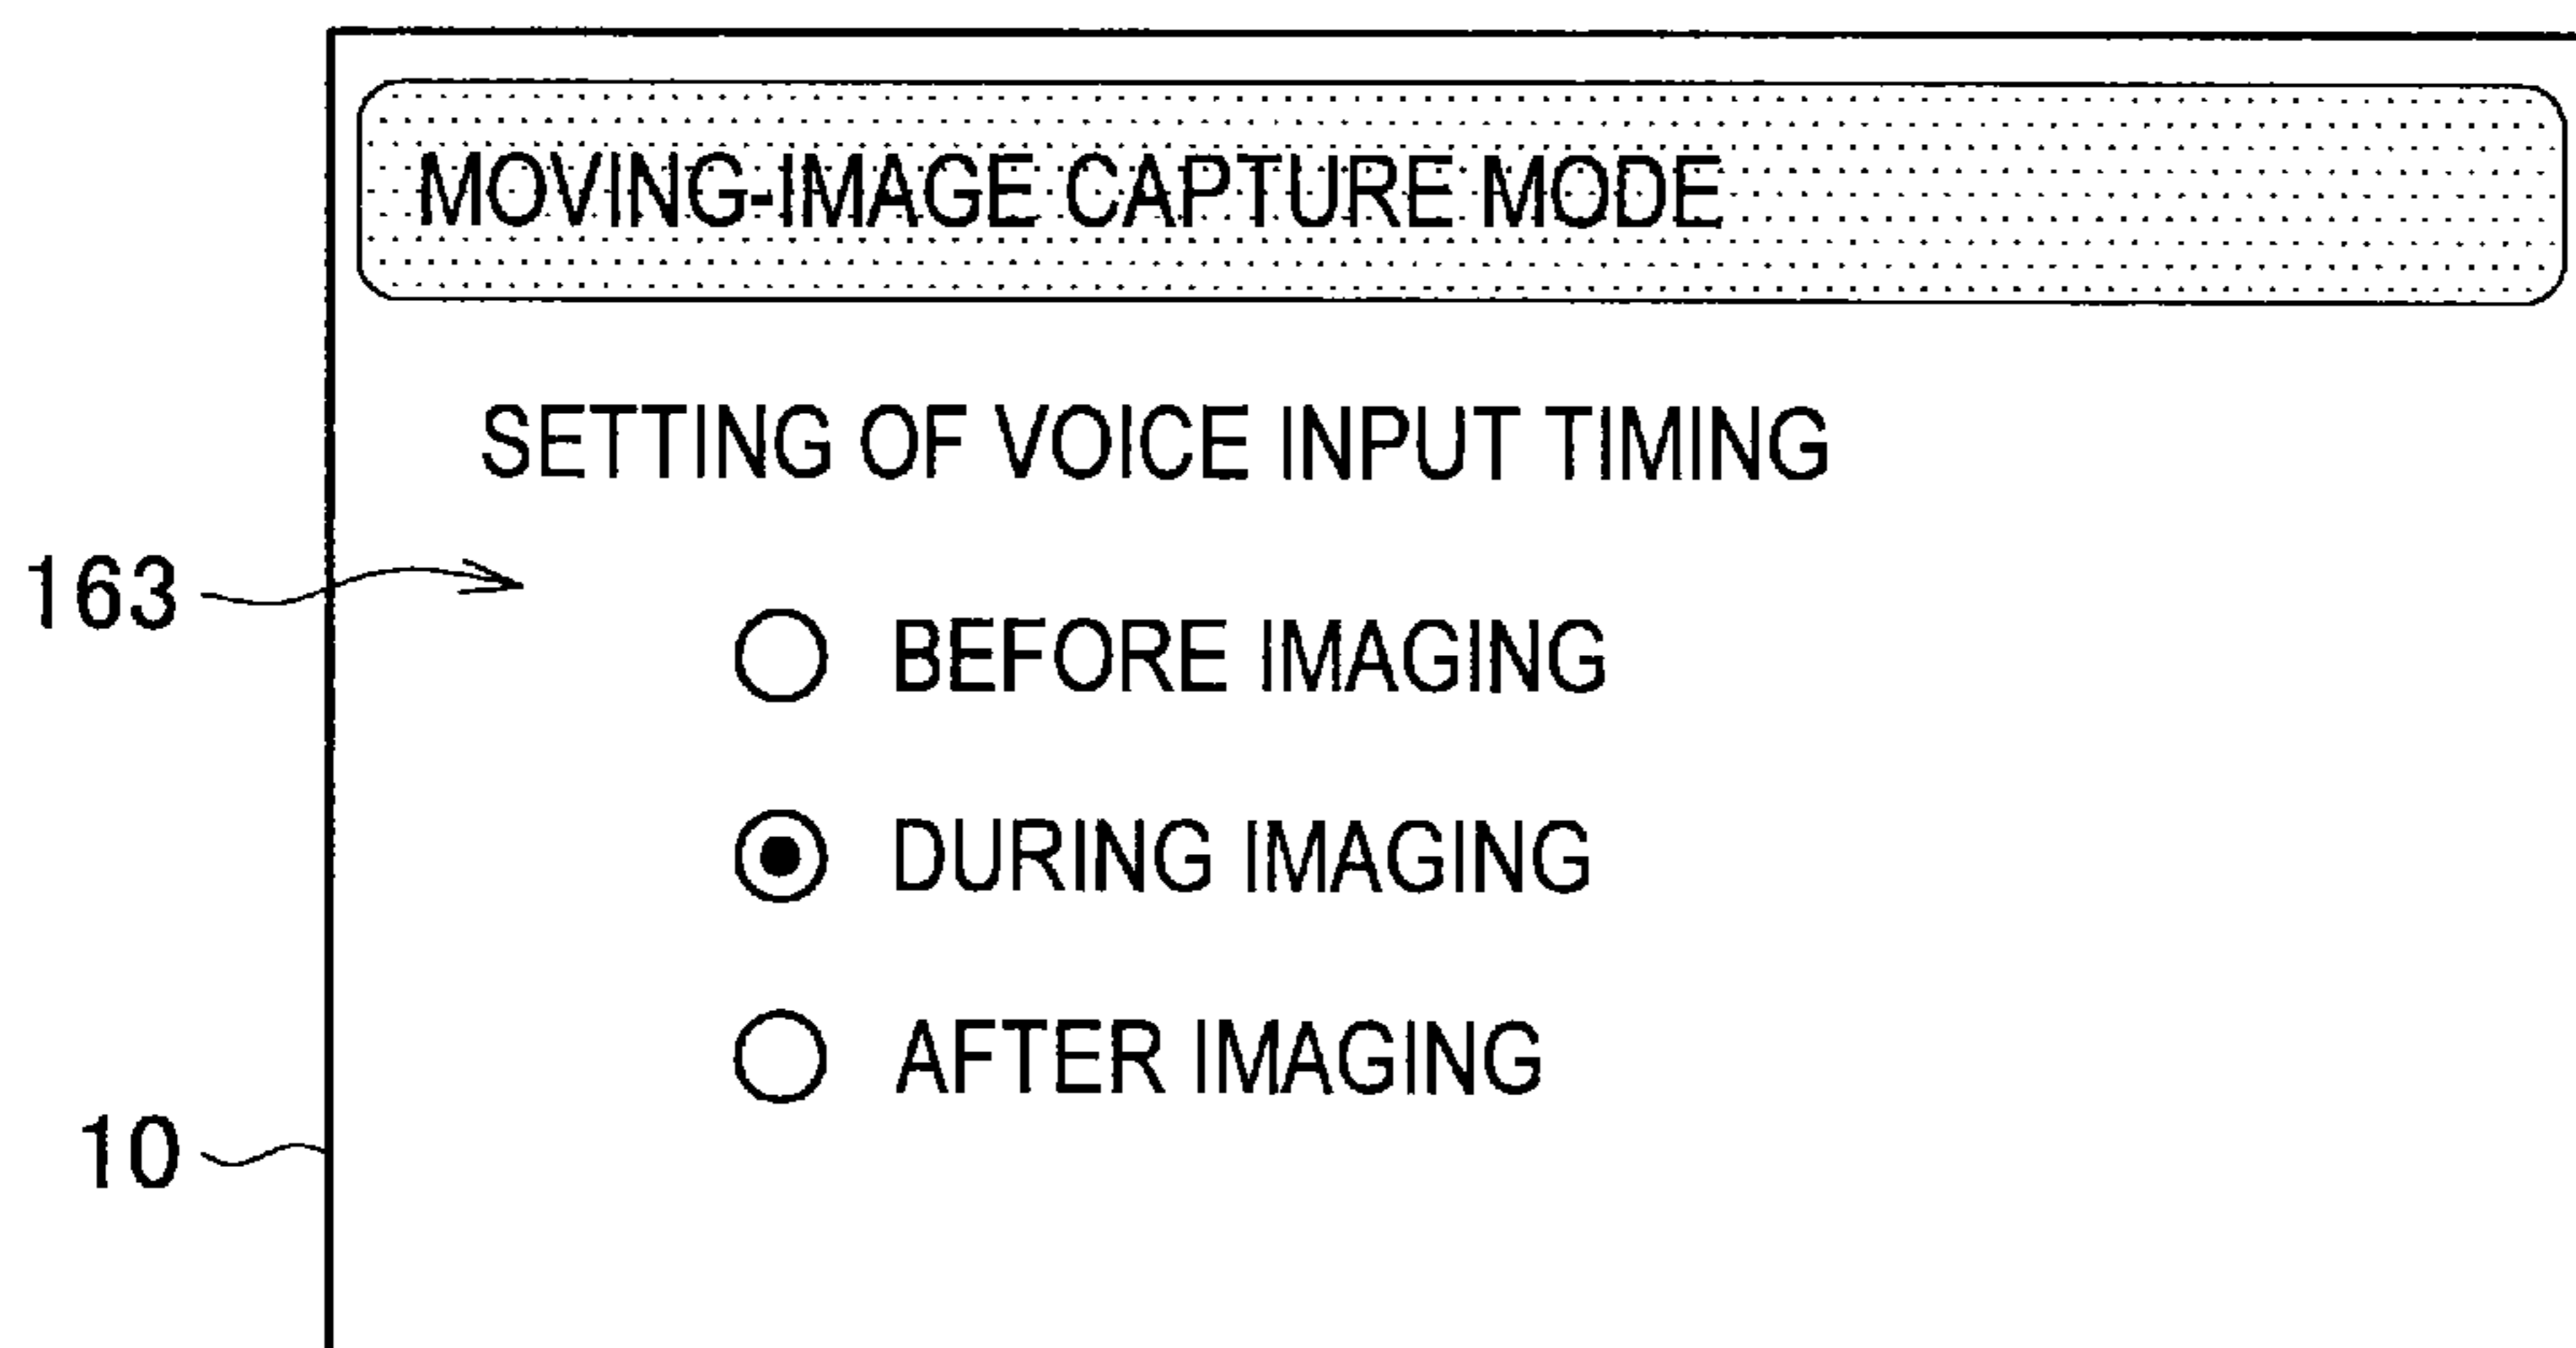 MOVING-IMAGE CAPTURE MODE
SETTING OF VOICE INPUT TIMING
163
BEFORE IMAGING
DURING IMAGING
AFTER IMAGING
10